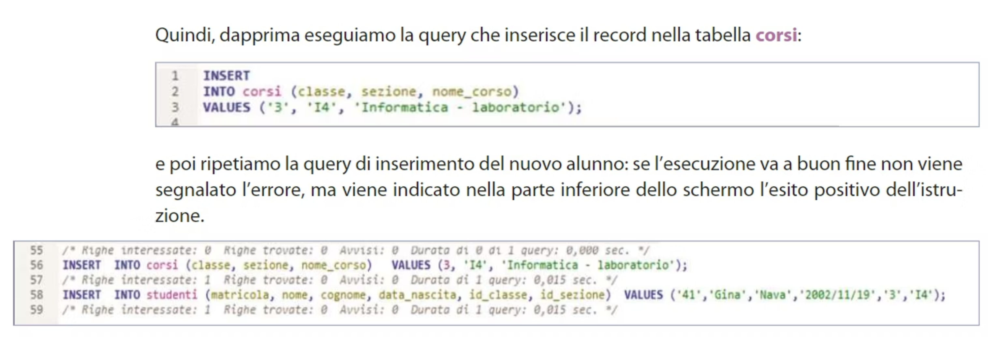 Quindi, dapprima eseguiamo la query che inserisce il record nella tabella corsi:
1 INSERT
2 INTO corsi (classe, sezione, nome_corso)
3 VALUES ('3', 'I4', 'Informatica - laboratorio');
4
e poi ripetiamo la query di inserimento del nuovo alunno: se l'esecuzione va a buon fine non viene
segnalato l'errore, ma viene indicato nella parte inferiore dello schermo l'esito positivo dell'istru-
zione.
55 /* Righe interessate: 0 Righe trovate: 0 Avvisi: 0 Durata di 0 di 1 query: 0,000 sec. */
56 INSERT INTO corsi (classe, sezione, nome_corso) VALUES (3, 'I4', 'Informatica - laboratorio');
57 /* Righe interessate: 1 Righe trovate: 0 Avvisi: 0 Durata di 1 query: 0,015 sec. */
58 INSERT INTO studenti (matricola, nome, cognome, data_nascita, id_classe, id_sezione) VALUES ('41','Gina','Nava','2002/11/19','3','I4');
59 /* Righe interessate: 1 Righe trovate: 0 Avvisi: 0 Durata di 1 query: 0,015 sec. */